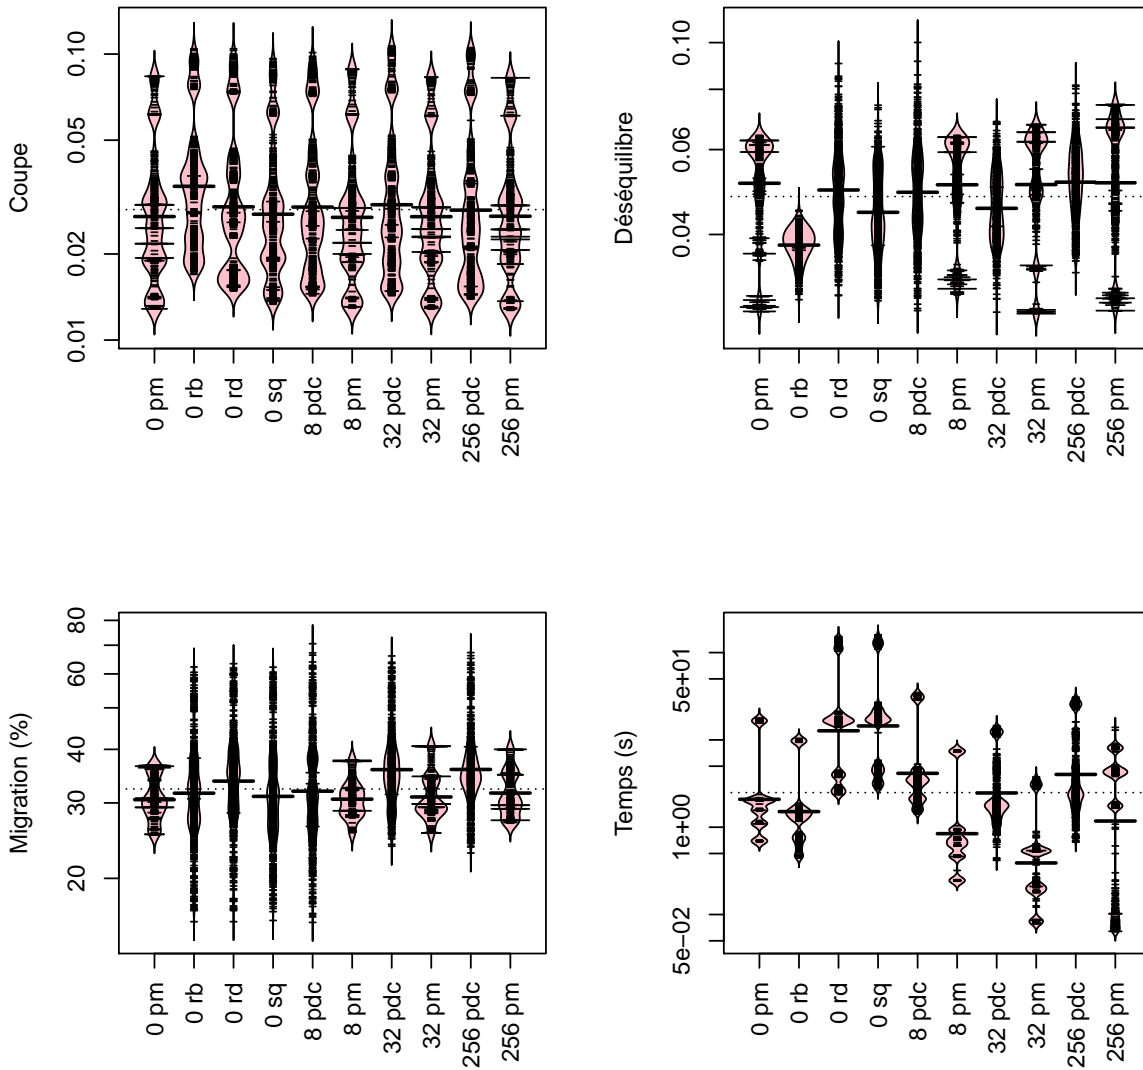 Coupe
0.10
0.05
0.02
0.01
0 pm
0 rb
0 rd
0 sq
8 pdc
8 pm
32 pdc
32 pm
256 pdc
256 pm
Déséquilibre
0.10
0.06
0.04
0 pm
0 rb
0 rd
0 sq
8 pdc
8 pm
32 pdc
32 pm
256 pdc
256 pm
Migration (%)
80
60
40
30
20
0 pm
0 rb
0 rd
0 sq
8 pdc
8 pm
32 pdc
32 pm
256 pdc
256 pm
Temps (s)
5e+01
1e+00
5e−02
0 pm
0 rb
0 rd
0 sq
8 pdc
8 pm
32 pdc
32 pm
256 pdc
256 pm